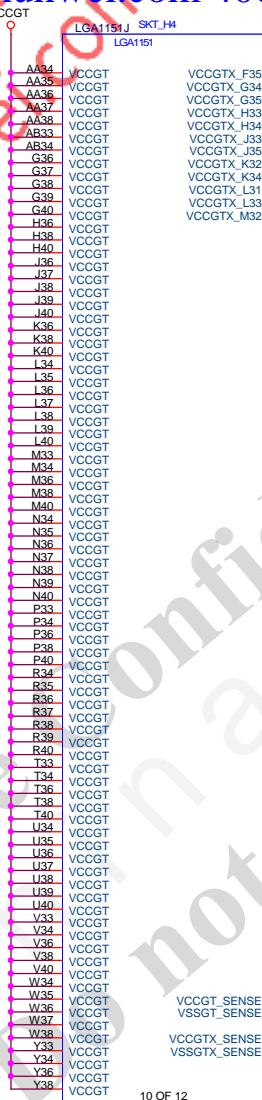 VCCGT
LGA1151J SKT_H4
LGA1151
AA34 VCCGT VCCGTX_F35
AA35 VCCGT VCCGTX_G34
AA36 VCCGT VCCGTX_G35
AA37 VCCGT VCCGTX_H33
AA38 VCCGT VCCGTX_H34
AB33 VCCGT VCCGTX_J33
AB34 VCCGT VCCGTX_J35
G36 VCCGT VCCGTX_K32
G37 VCCGT VCCGTX_K34
G38 VCCGT VCCGTX_L31
G39 VCCGT VCCGTX_L33
G40 VCCGT VCCGTX_M32
H36 VCCGT
H38 VCCGT
H40 VCCGT
J36 VCCGT
J37 VCCGT
J38 VCCGT
J39 VCCGT
J40 VCCGT
K36 VCCGT
K38 VCCGT
K40 VCCGT
L34 VCCGT
L35 VCCGT
L36 VCCGT
L37 VCCGT
L38 VCCGT
L39 VCCGT
L40 VCCGT
M33 VCCGT
M34 VCCGT
M36 VCCGT
M38 VCCGT
M40 VCCGT
N34 VCCGT
N35 VCCGT
N36 VCCGT
N37 VCCGT
N38 VCCGT
N39 VCCGT
N40 VCCGT
P33 VCCGT
P34 VCCGT
P36 VCCGT
P38 VCCGT
P40 VCCGT
R34 VCCGT
R35 VCCGT
R36 VCCGT
R37 VCCGT
R38 VCCGT
R39 VCCGT
R40 VCCGT
T33 VCCGT
T34 VCCGT
T36 VCCGT
T38 VCCGT
T40 VCCGT
U34 VCCGT
U35 VCCGT
U36 VCCGT
U37 VCCGT
U38 VCCGT
U39 VCCGT
U40 VCCGT
V33 VCCGT
V34 VCCGT
V36 VCCGT
V38 VCCGT
V40 VCCGT
W34 VCCGT
W35 VCCGT VCCGT_SENSE
W36 VCCGT VSSGT_SENSE
W37 VCCGT
W38 VCCGT VCCGTX_SENSE
Y33 VCCGT VSSGTX_SENSE
Y34 VCCGT
Y36 VCCGT
Y38 VCCGT
10 OF 12
Do not